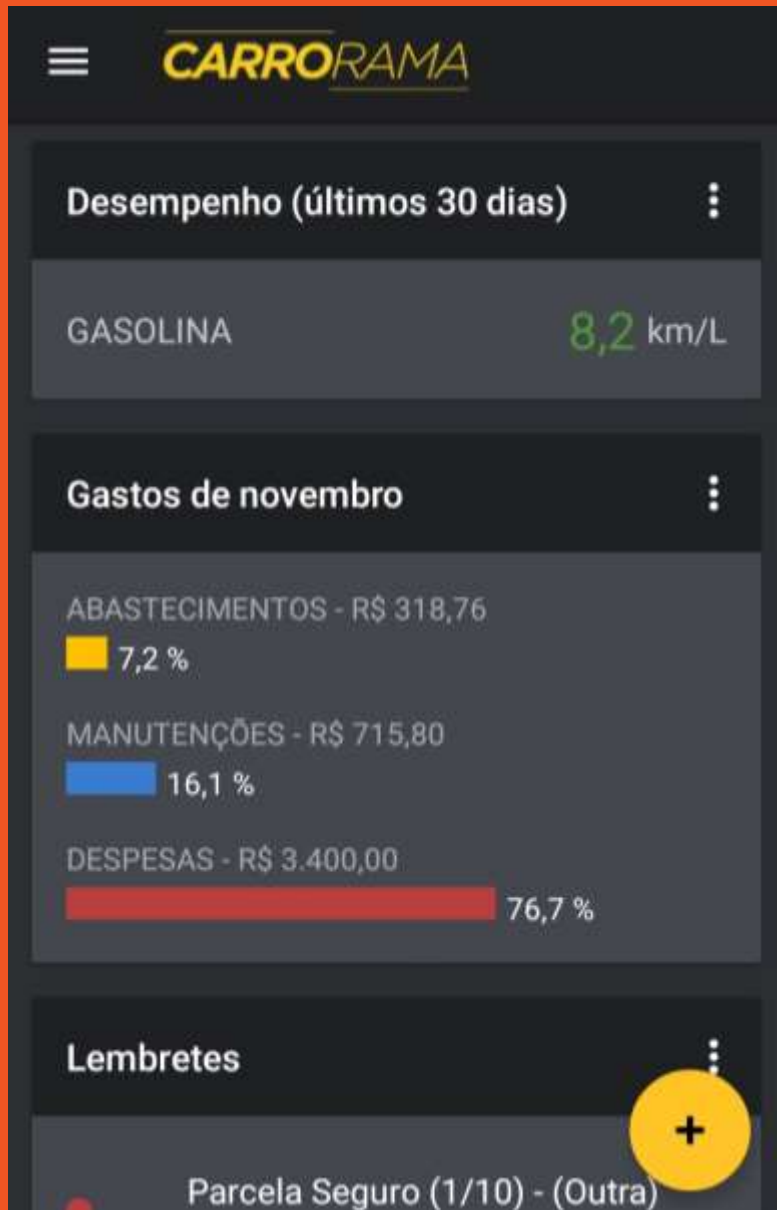 CARRORAMA
Desempenho (últimos 30 dias)
GASOLINA 8,2 km/L
Gastos de novembro
ABASTECIMENTOS - R$ 318,76
7,2 %
MANUTENÇÕES - R$ 715,80
16,1 %
DESPESAS - R$ 3.400,00
76,7 %
Lembretes
+
Parcela Seguro (1/10) - (Outra)